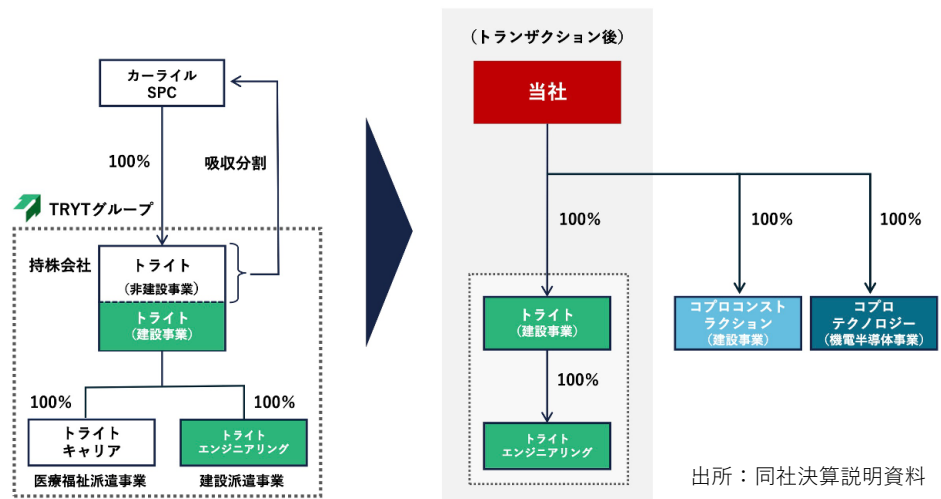 カーライル
SPC
100%
吸収分割
TRYTグループ
持株会社
トライト
(非建設事業)
トライト
(建設事業)
100%
100%
トライト
キャリア
トライト
エンジニアリング
医療福祉派遣事業
建設派遣事業
(トランザクション後)
当社
100%
100%
100%
トライト
(建設事業)
コプロコンスト
ラクション
(建設事業)
コプロ
テクノロジー
(機電半導体事業)
100%
トライト
エンジニアリング
出所：同社決算説明資料